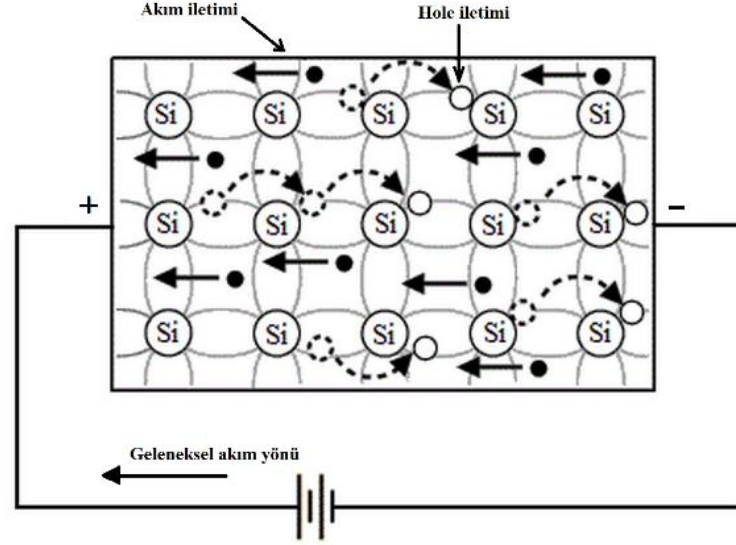 Akım iletimi
Hole iletimi
Si Si Si Si Si
+ Si Si Si Si Si −
Si Si Si Si Si
Geleneksel akım yönü